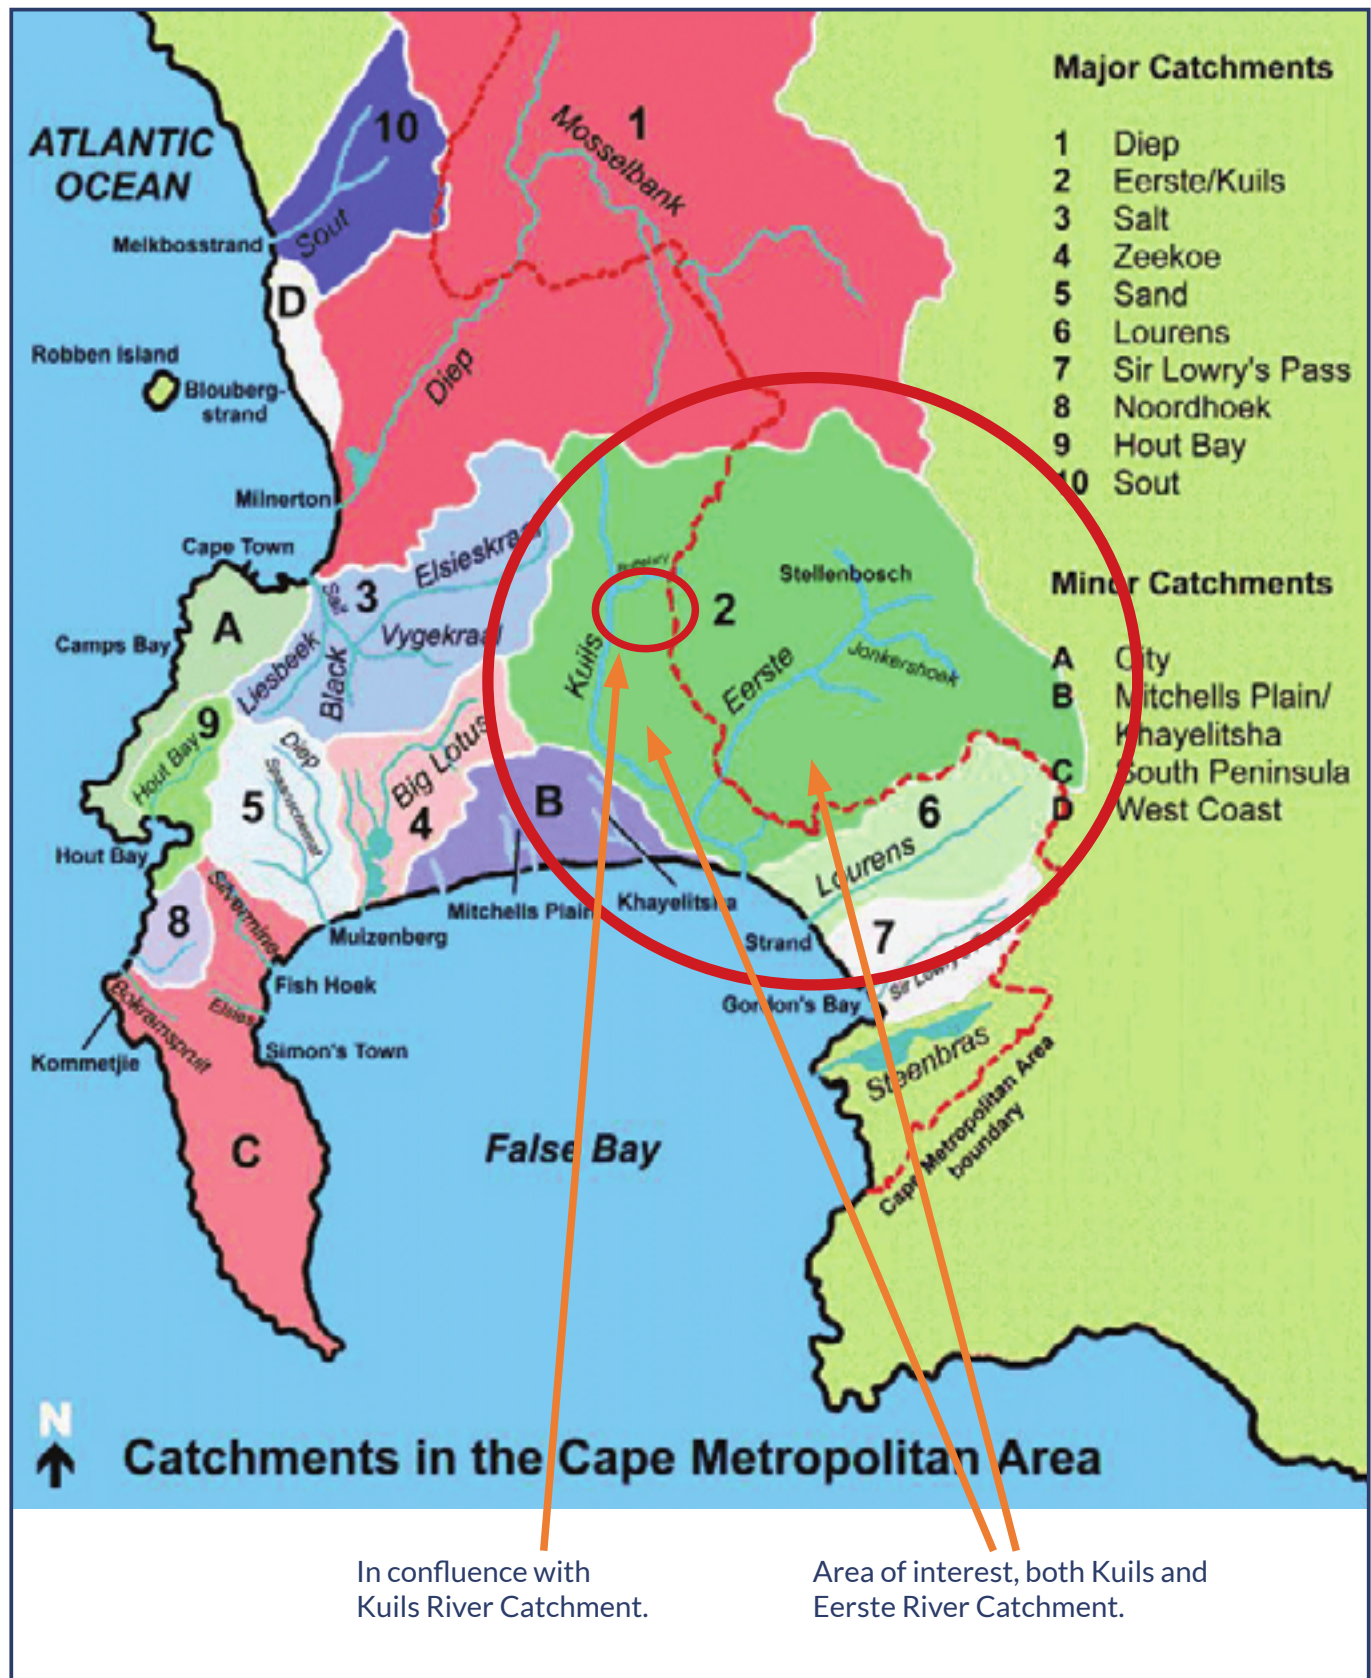 Major Catchments
1 Diep
2 Eerste/Kuils
3 Salt
4 Zeekoe
5 Sand
6 Lourens
7 Sir Lowry's Pass
8 Noordhoek
9 Hout Bay
10 Sout
Minor Catchments
A City
B Mitchells Plain/
Khayelitsha
C South Peninsula
D West Coast
ATLANTIC
OCEAN
10
Sout
1
Mosselbank
Melkbosstrand
D
Robben Island
Bloubergstrand
Diep
Milnerton
Cape Town
Elsieskraal
Salt
3
A
Vygekraal
Camps Bay
Liesbeek
Black
2
Stellenbosch
Kuils
Eerste
Jonkershoek
9
Hout Bay
Diep
Big Lotus
5
4
B
6
Lourens
Hout Bay
8
Silvermine
Mitchells Plain
Khayelitsha
Muizenberg
Strand
7
Sir Lowry's
Fish Hoek
Gordon's Bay
Bokramspruit
Elsies
Simon's Town
Kommetjie
Steenbras
Cape Metropolitan Area
boundary
C
False Bay
N
Catchments in the Cape Metropolitan Area
In confluence with
Kuils River Catchment.
Area of interest, both Kuils and
Eerste River Catchment.